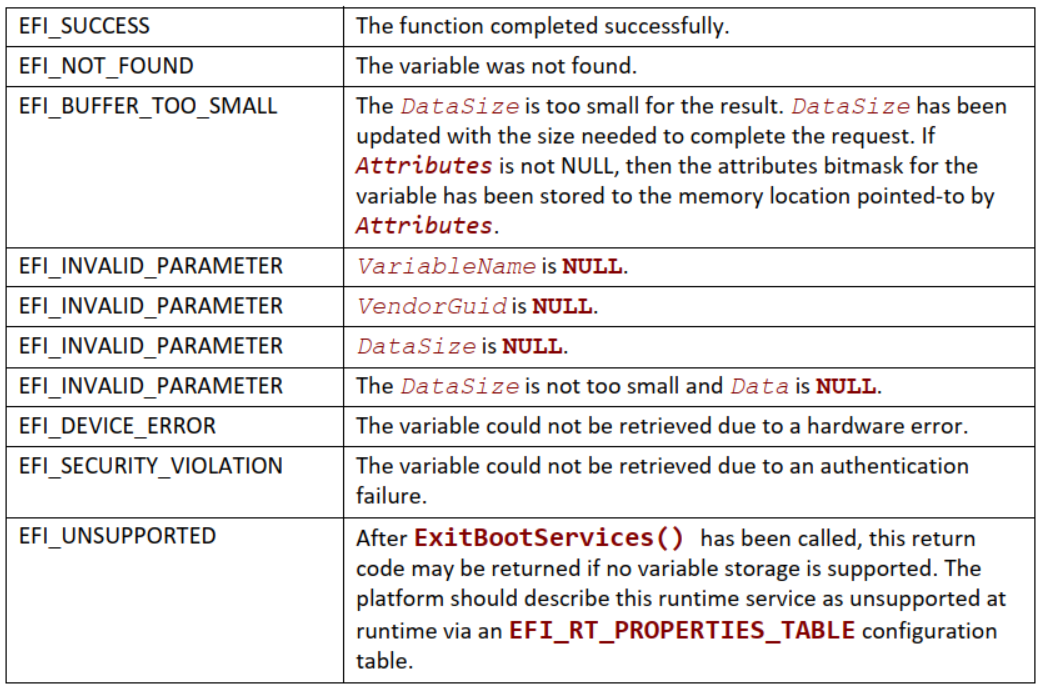 EFI_SUCCESS
The function completed successfully.
EFI_NOT_FOUND
The variable was not found.
EFI_BUFFER_TOO_SMALL
The DataSize is too small for the result. DataSize has been
updated with the size needed to complete the request. If
Attributes is not NULL, then the attributes bitmask for the
variable has been stored to the memory location pointed-to by
Attributes.
EFI_INVALID_PARAMETER
VariableName is NULL.
EFI_INVALID_PARAMETER
VendorGuid is NULL.
EFI_INVALID_PARAMETER
DataSize is NULL.
EFI_INVALID_PARAMETER
The DataSize is not too small and Data is NULL.
EFI_DEVICE_ERROR
The variable could not be retrieved due to a hardware error.
EFI_SECURITY_VIOLATION
The variable could not be retrieved due to an authentication
failure.
EFI_UNSUPPORTED
After ExitBootServices() has been called, this return
code may be returned if no variable storage is supported. The
platform should describe this runtime service as unsupported at
runtime via an EFI_RT_PROPERTIES_TABLE configuration
table.